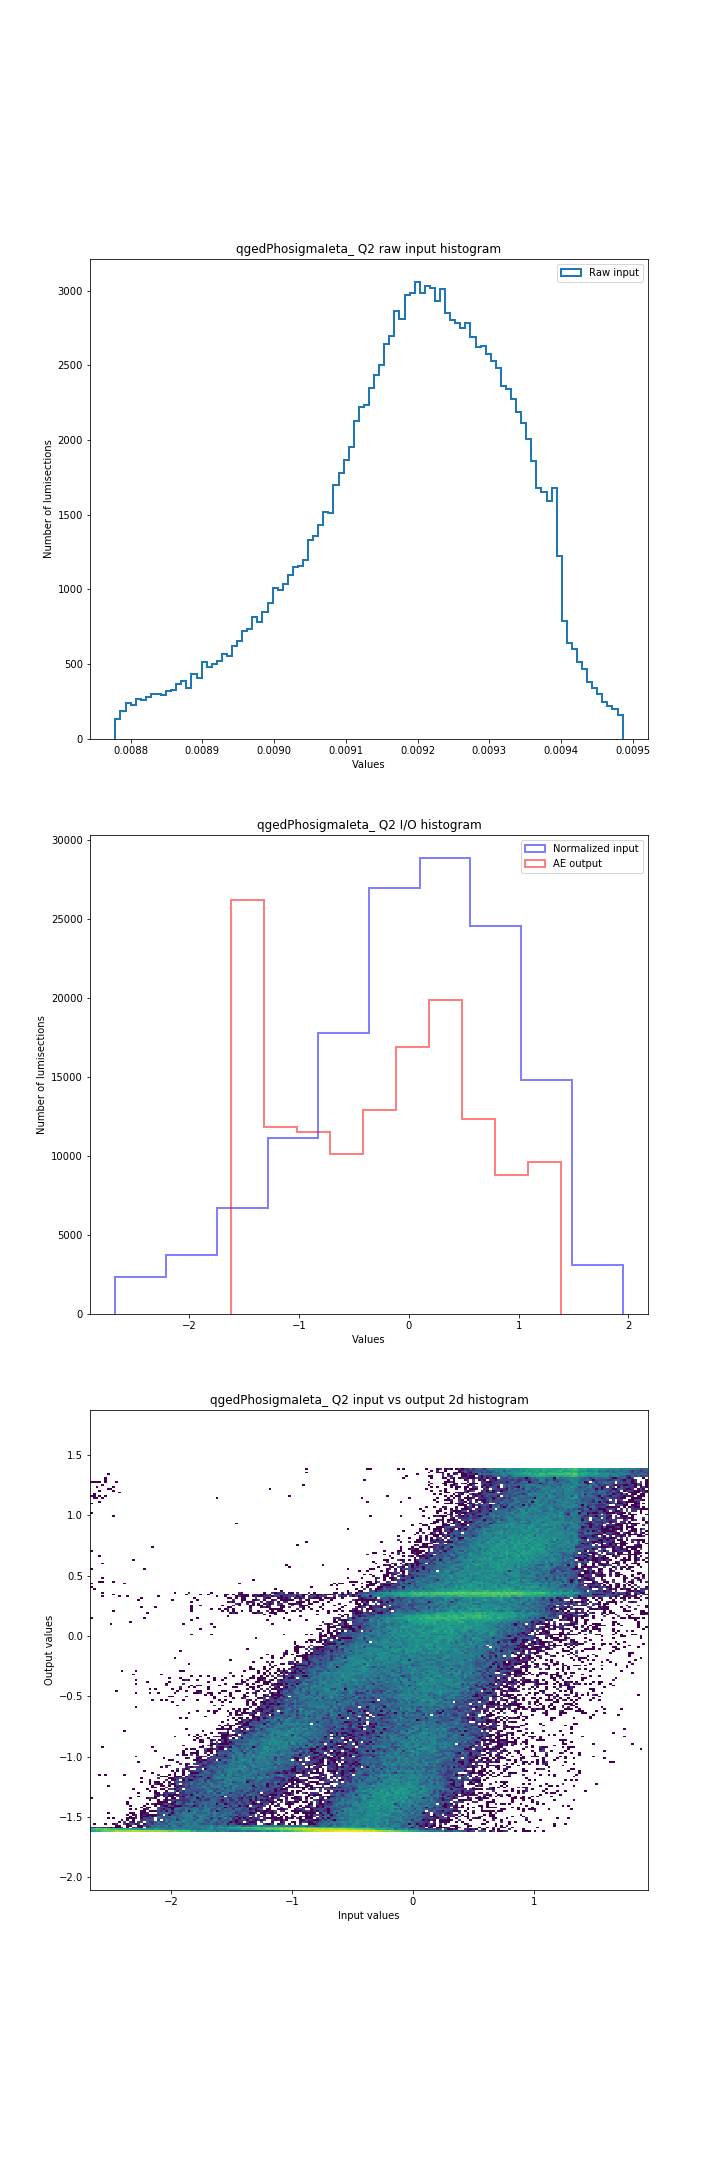 qgedPhosigmaIeta_ Q2 raw input histogram
Raw input
3000
2500
2000
1500
1000
500
0
Number of lumisections
0.0088 0.0089 0.0090 0.0091 0.0092 0.0093 0.0094 0.0095
Values
qgedPhosigmaIeta_ Q2 I/O histogram
Normalized input
AE output
30000
25000
20000
15000
10000
5000
0
Number of lumisections
−2 −1 0 1 2
Values
qgedPhosigmaIeta_ Q2 input vs output 2d histogram
1.5
1.0
0.5
0.0
−0.5
−1.0
−1.5
−2.0
Output values
−2 −1 0 1
Input values